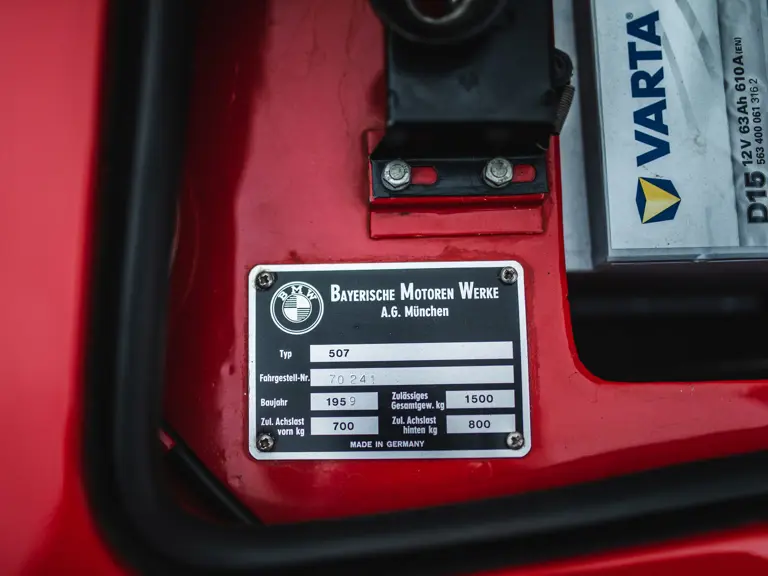 VARTA
D15 12V 63Ah 610A (EN)
563 400 061 316 2
BMW
BAYERISCHE MOTOREN WERKE
A.G. München
Typ 507
Fahrgestell-Nr. 70 241
Baujahr 1959 Zulässiges Gesamtgew. kg 1500
Zul. Achslast vorn kg 700 Zul. Achslast hinten kg 800
MADE IN GERMANY